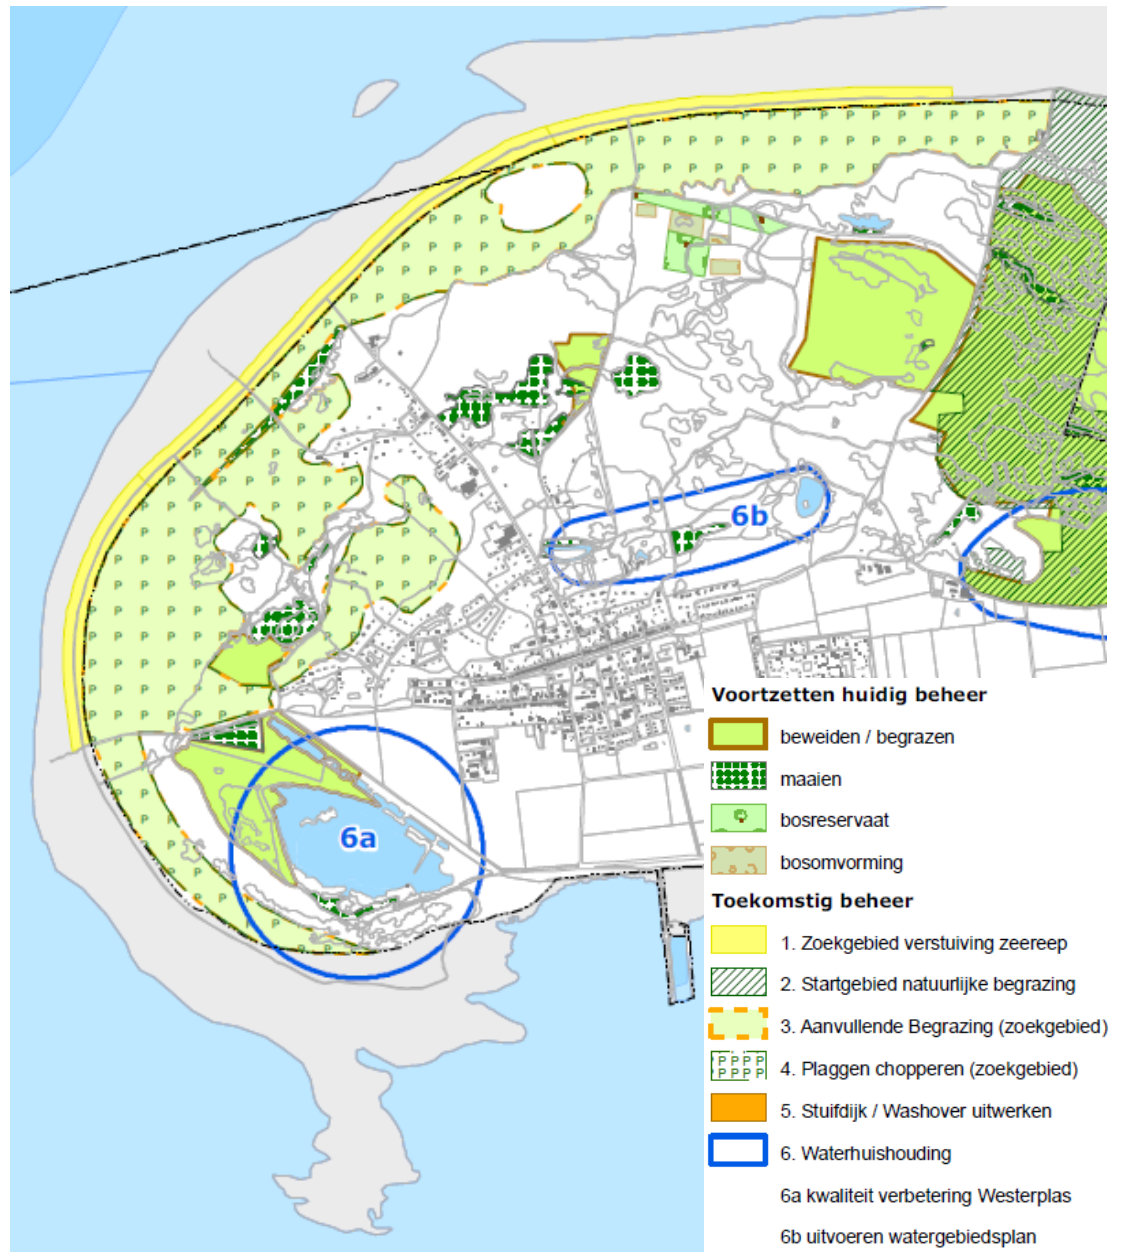 6b
6a
Voortzetten huidig beheer
beweiden / begrazen
maaien
bosreservaat
bosomvorming
Toekomstig beheer
1. Zoekgebied verstuiving zeereep
2. Startgebied natuurlijke begrazing
3. Aanvullende Begrazing (zoekgebied)
4. Plaggen chopperen (zoekgebied)
5. Stuifdijk / Washover uitwerken
6. Waterhuishouding
6a kwaliteit verbetering Westerplas
6b uitvoeren watergebiedsplan